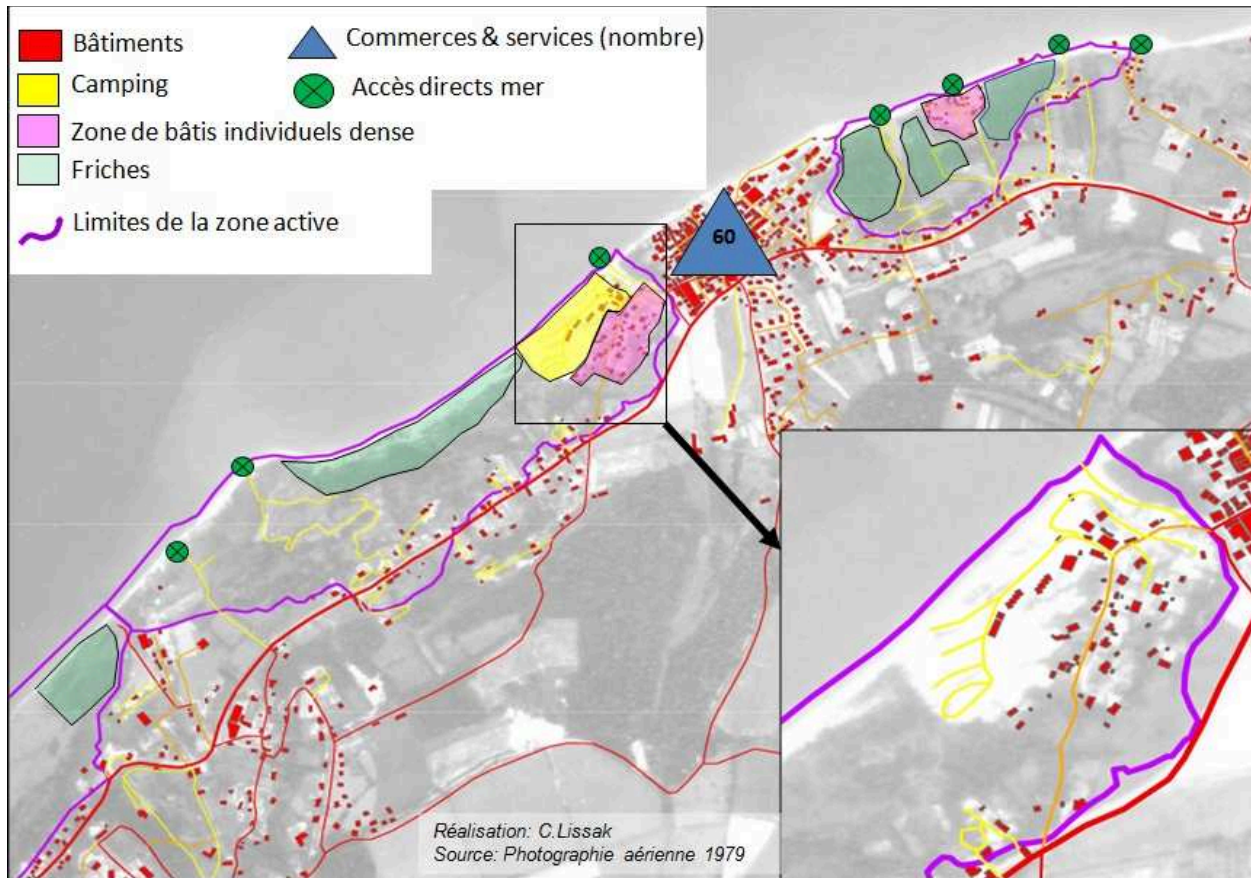 Bâtiments
Commerces & services (nombre)
Camping
Accès directs mer
Zone de bâtis individuels dense
Friches
Limites de la zone active
60
Réalisation: C.Lissak
Source: Photographie aérienne 1979